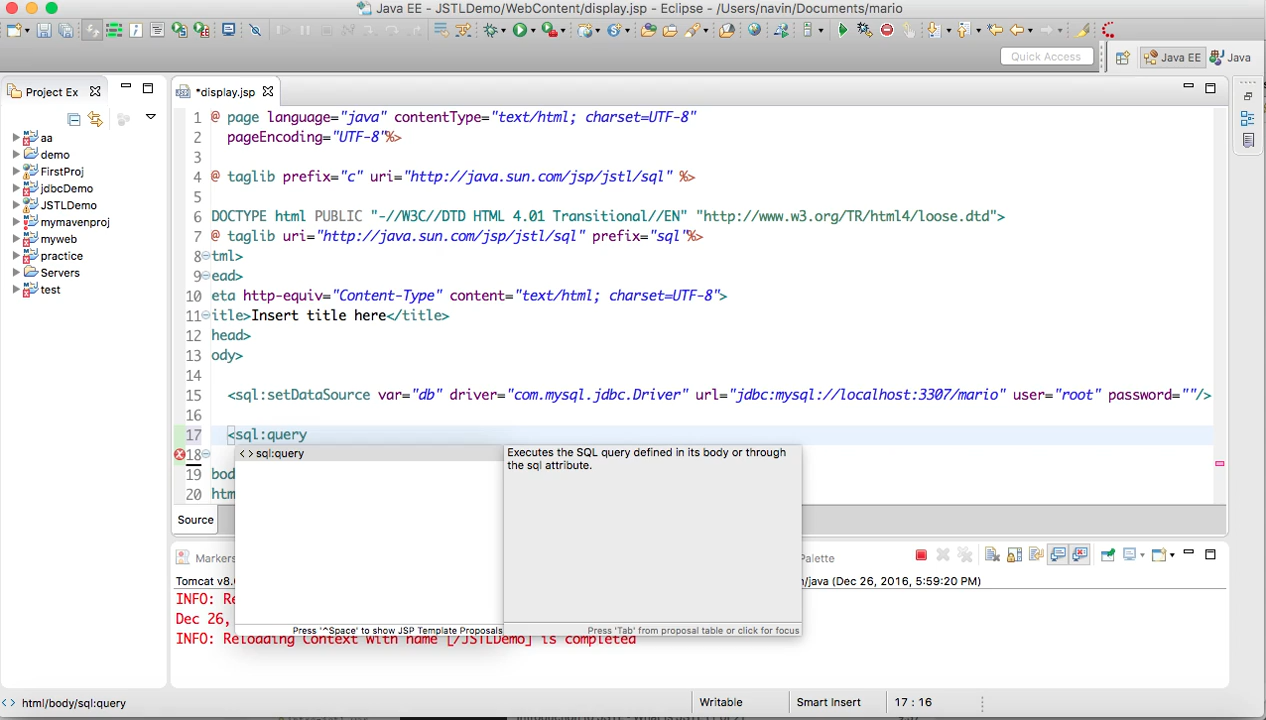 Java EE - JSTLDemo/WebContent/display.jsp - Eclipse - /Users/navin/Documents/mario
Quick Access
Java EE
Java
Project Ex
*display.jsp
aa
demo
FirstProj
jdbcDemo
JSTLDemo
mymavenproj
myweb
practice
Servers
test
1 @ page language="java" contentType="text/html; charset=UTF-8"
2 pageEncoding="UTF-8"%>
3
4 @ taglib prefix="c" uri="http://java.sun.com/jsp/jstl/sql" %>
5
6 DOCTYPE html PUBLIC "-//W3C//DTD HTML 4.01 Transitional//EN" "http://www.w3.org/TR/html4/loose.dtd">
7 @ taglib uri="http://java.sun.com/jsp/jstl/sql" prefix="sql"%>
8 tml>
9 ead>
10 eta http-equiv="Content-Type" content="text/html; charset=UTF-8">
11 itle>Insert title here</title>
12 head>
13 ody>
14
15 <sql:setDataSource var="db" driver="com.mysql.jdbc.Driver" url="jdbc:mysql://localhost:3307/mario" user="root" password=""/>
16
17 <sql:query
18
19 bod
20 htm
<> sql:query
Executes the SQL query defined in its body or through
the sql attribute.
Press '^Space' to show JSP Template Proposals
Press 'Tab' from proposal table or click for focus
Source
Markers
Palette
Tomcat v8.
/java (Dec 26, 2016, 5:59:20 PM)
INFO: Re
Dec 26,
INFO: Reloading Context with name [/JSTLDemo] is completed
html/body/sql:query
Writable
Smart Insert
17 : 16